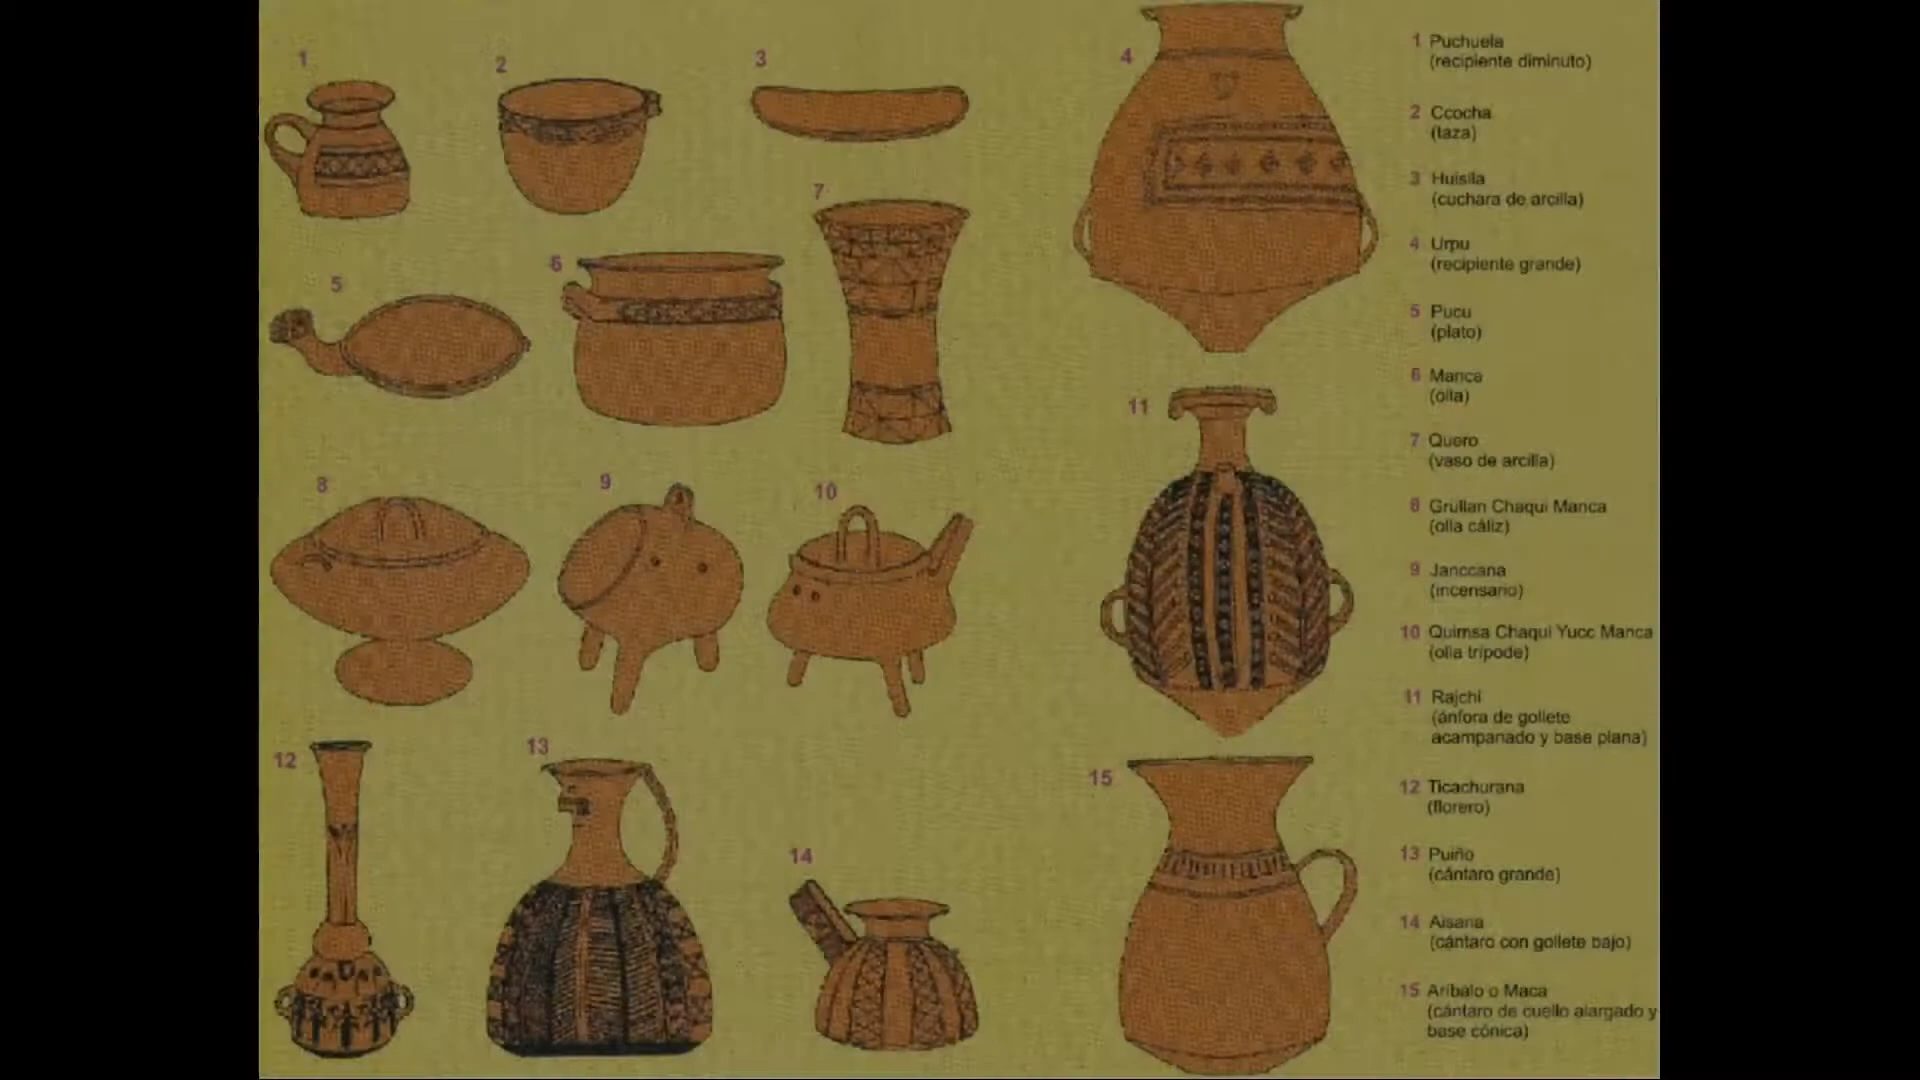 1
2
3
4
5
6
7
8
9
10
11
12
13
14
15
1 Puchuela
(recipiente diminuto)
2 Ccocha
(taza)
3 Huislla
(cuchara de arcilla)
4 Urpu
(recipiente grande)
5 Pucu
(plato)
6 Manca
(olla)
7 Quero
(vaso de arcilla)
8 Grullan Chaqui Manca
(olla cáliz)
9 Janccana
(incensario)
10 Quimsa Chaqui Yucc Manca
(olla trípode)
11 Rajchi
(ánfora de gollete
acampanado y base plana)
12 Ticachurana
(florero)
13 Puiño
(cántaro grande)
14 Aisana
(cántaro con gollete bajo)
15 Aríbalo o Maca
(cántaro de cuello alargado y
base cónica)